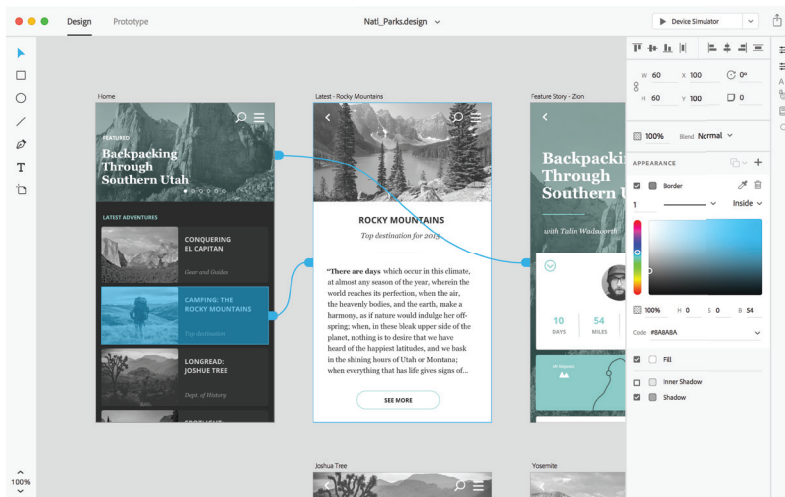 Design
Prototype
Natl_Parks.design
Device Simulator
Home
FEATURED
Backpacking
Through
Southern Utah
LATEST ADVENTURES
CONQUERING
EL CAPITAN
Gear and Guides
CAMPING: THE
ROCKY MOUNTAINS
Top destination
LONGREAD:
JOSHUA TREE
Dept. of History
Latest - Rocky Mountains
ROCKY MOUNTAINS
Top destination for 2015
“There are days which occur in this climate,
at almost any season of the year, wherein the
world reaches its perfection, when the air,
the heavenly bodies, and the earth, make a
harmony, as if nature would indulge her off-
spring; when, in these bleak upper side of the
planet, nothing is to desire that we have
heard of the happiest latitudes, and we bask
in the shining hours of Utah or Montana;
when everything that has life gives signs of...
SEE MORE
Feature Story - Zion
Backpacki
Through
Southern U
with Talin Wadsworth
10
DAYS
54
MILES
Joshua Tree
Yosemite
100%
W 60
X 100
0º
H 60
Y 100
0
100%
Blend Normal
APPEARANCE
Border
1
Inside
100%
H 0
S 0
B 54
Code #8A8A8A
Fill
Inner Shadow
Shadow